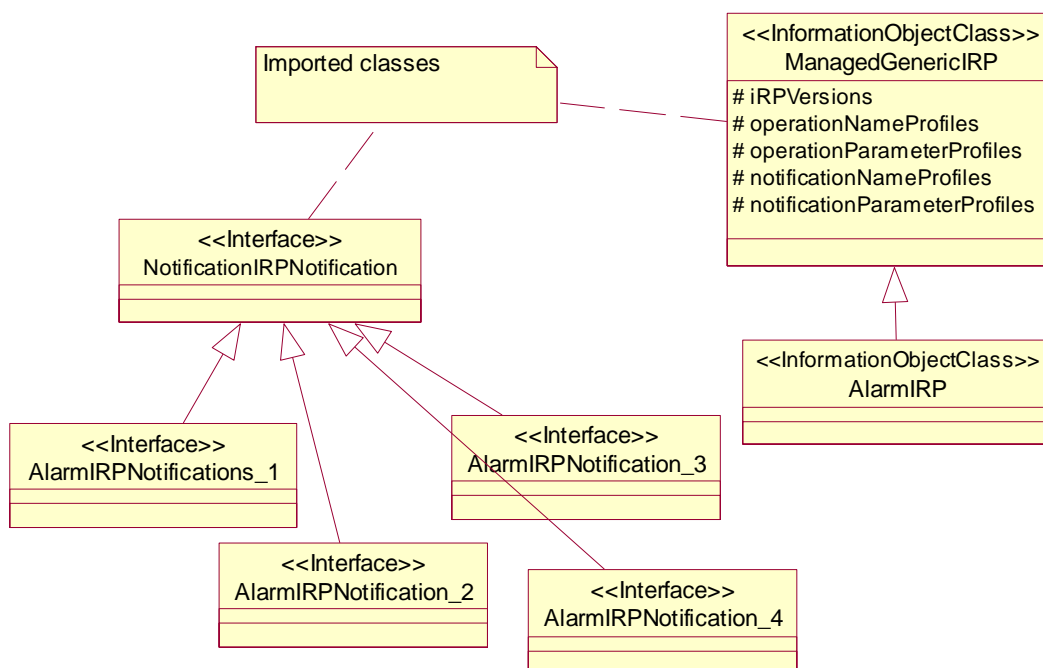 <<InformationObjectClass>>
ManagedGenericIRP
# iRPVersions
# operationNameProfiles
# operationParameterProfiles
# notificationNameProfiles
# notificationParameterProfiles
Imported classes
<<Interface>>
NotificationIRPNotification
<<InformationObjectClass>>
AlarmIRP
<<Interface>>
AlarmIRPNotifications_1
<<Interface>>
AlarmIRPNotification_3
<<Interface>>
AlarmIRPNotification_2
<<Interface>>
AlarmIRPNotification_4